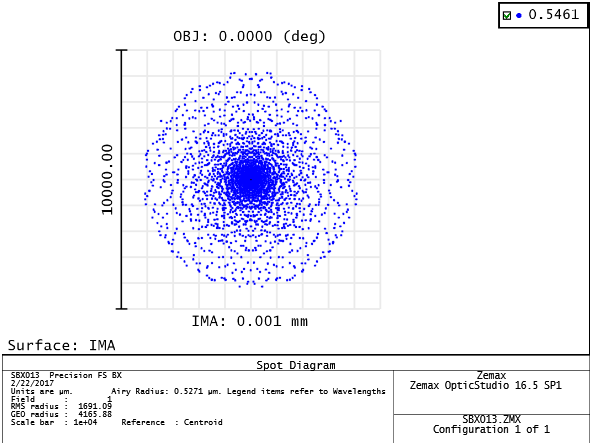 0.5461
OBJ: 0.0000 (deg)
10000.00
IMA: 0.001 mm
Surface: IMA
Spot Diagram
SBX013 Precision FS BX
2/22/2017
Units are µm. Airy Radius: 0.5271 µm. Legend items refer to Wavelengths
Field : 1
RMS radius : 1691.09
GEO radius : 4165.88
Scale bar : 1e+04 Reference : Centroid
Zemax
Zemax OpticStudio 16.5 SP1
SBX013.ZMX
Configuration 1 of 1